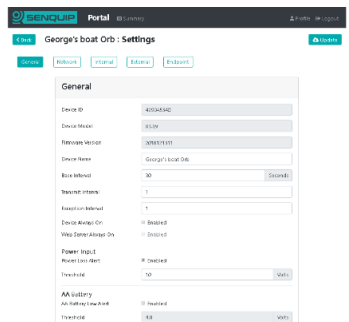 SENQUIP Portal Summary Profile Logout
Back George's boat Orb : Settings Update
General Network Internal External Endpoint
General
Device ID
Device Model
Firmware Version
Device Name George's boat Orb
Base Interval 30 Seconds
Transmit Interval 1
Exception Interval 1
Device Always On Enabled
Web Server Always On Enabled
Power Input
Power Loss Alert Enabled
Threshold 10 Volts
AA Battery
AA Battery Low Alert Enabled
Threshold Volts